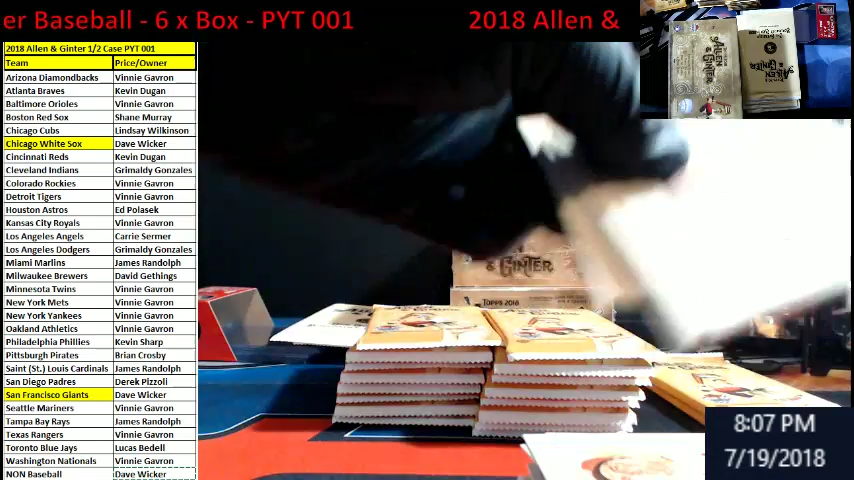 er Baseball - 6 x Box - PYT 001
2018 Allen &
2018 Allen & Ginter 1/2 Case PYT 001
Team Price/Owner
Arizona Diamondbacks Vinnie Gavron
Atlanta Braves Kevin Dugan
Baltimore Orioles Vinnie Gavron
Boston Red Sox Shane Murray
Chicago Cubs Lindsay Wilkinson
Chicago White Sox Dave Wicker
Cincinnati Reds Kevin Dugan
Cleveland Indians Grimaldy Gonzales
Colorado Rockies Vinnie Gavron
Detroit Tigers Vinnie Gavron
Houston Astros Ed Polasek
Kansas City Royals Vinnie Gavron
Los Angeles Angels Carrie Sermer
Los Angeles Dodgers Grimaldy Gonzales
Miami Marlins James Randolph
Milwaukee Brewers David Gethings
Minnesota Twins Vinnie Gavron
New York Mets Vinnie Gavron
New York Yankees Vinnie Gavron
Oakland Athletics Vinnie Gavron
Philadelphia Phillies Kevin Sharp
Pittsburgh Pirates Brian Crosby
Saint (St.) Louis Cardinals James Randolph
San Diego Padres Derek Pizzoli
San Francisco Giants Dave Wicker
Seattle Mariners Vinnie Gavron
Tampa Bay Rays James Randolph
Texas Rangers Vinnie Gavron
Toronto Blue Jays Lucas Bedell
Washington Nationals Vinnie Gavron
NON Baseball Dave Wicker
Allen
& Ginter
& Ginter
Topps 2018
8:07 PM
7/19/2018